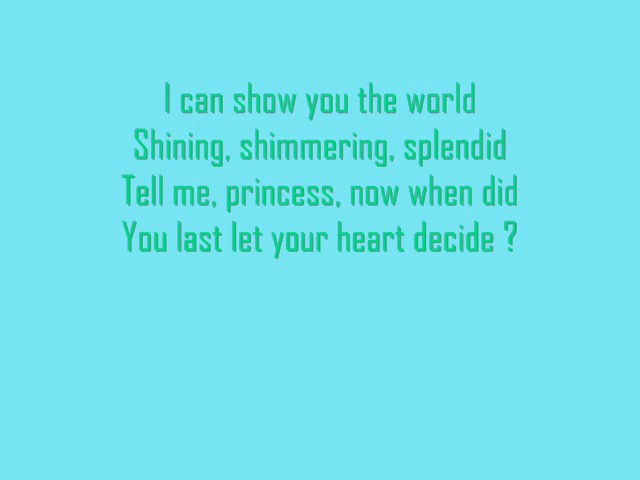 I can show you the world
Shining, shimmering, splendid
Tell me, princess, now when did
You last let your heart decide ?